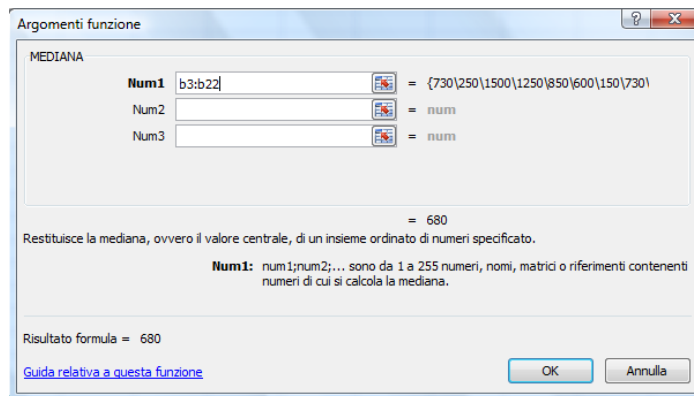 Argomenti funzione
MEDIANA
Num1 b3:b22 = {730\250\1500\1250\850\600\150\730\
Num2 = num
Num3 = num
= 680
Restituisce la mediana, ovvero il valore centrale, di un insieme ordinato di numeri specificato.
Num1: num1;num2;... sono da 1 a 255 numeri, nomi, matrici o riferimenti contenenti
numeri di cui si calcola la mediana.
Risultato formula = 680
Guida relativa a questa funzione OK Annulla